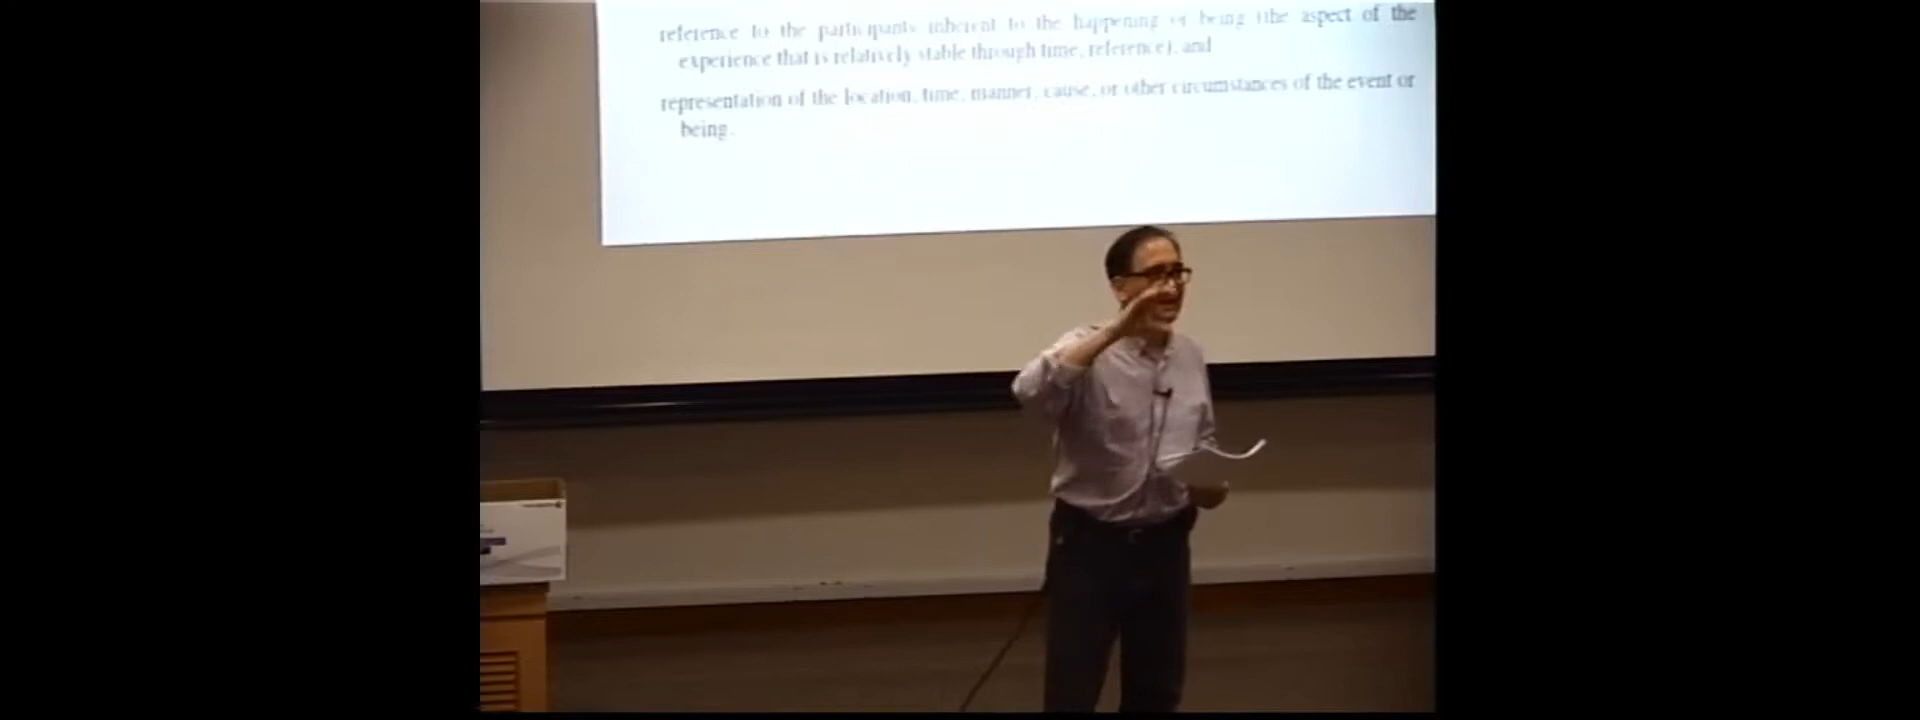 reference to the participants inherent to the happening or being (the aspect of the
experience that is relatively stable through time, reference), and
representation of the location, time, manner, cause, or other circumstances of the event or
being.